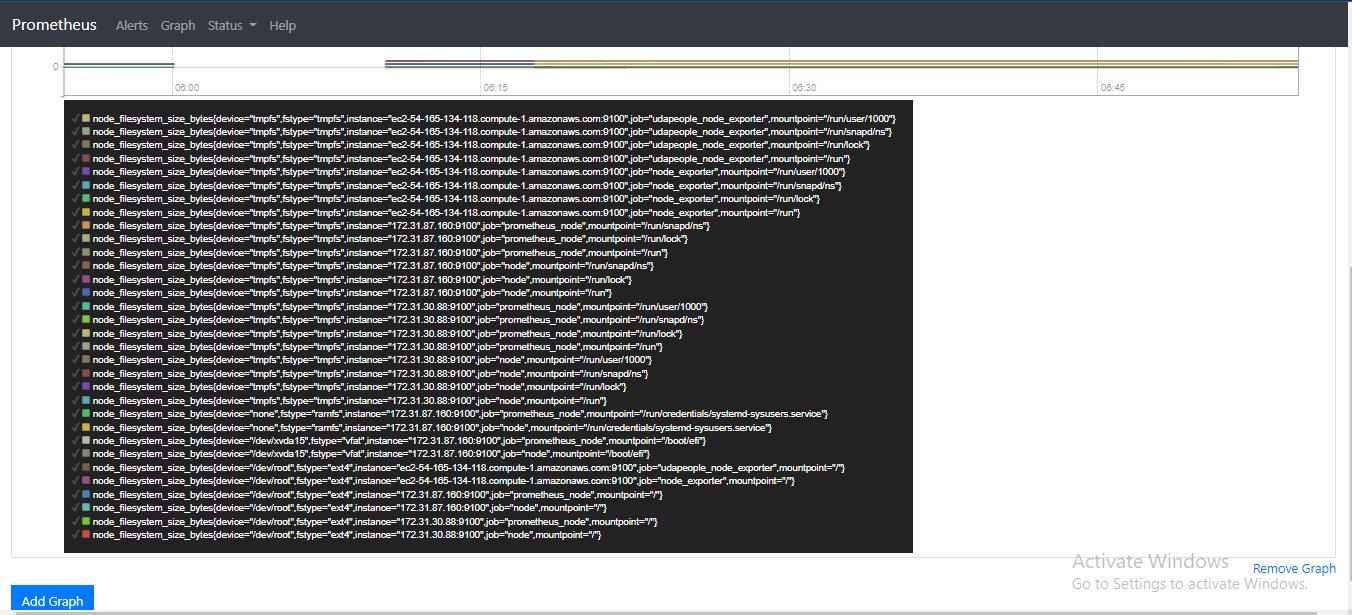 Prometheus Alerts Graph Status Help
0
06:00 06:15 06:30 06:45
node_filesystem_size_bytes{device="tmpfs",fstype="tmpfs",instance="ec2-54-165-134-118.compute-1.amazonaws.com:9100",job="udapeople_node_exporter",mountpoint="/run/user/1000"}
node_filesystem_size_bytes{device="tmpfs",fstype="tmpfs",instance="ec2-54-165-134-118.compute-1.amazonaws.com:9100",job="udapeople_node_exporter",mountpoint="/run/snapd/ns"}
node_filesystem_size_bytes{device="tmpfs",fstype="tmpfs",instance="ec2-54-165-134-118.compute-1.amazonaws.com:9100",job="udapeople_node_exporter",mountpoint="/run/lock"}
node_filesystem_size_bytes{device="tmpfs",fstype="tmpfs",instance="ec2-54-165-134-118.compute-1.amazonaws.com:9100",job="udapeople_node_exporter",mountpoint="/run"}
node_filesystem_size_bytes{device="tmpfs",fstype="tmpfs",instance="ec2-54-165-134-118.compute-1.amazonaws.com:9100",job="node_exporter",mountpoint="/run/user/1000"}
node_filesystem_size_bytes{device="tmpfs",fstype="tmpfs",instance="ec2-54-165-134-118.compute-1.amazonaws.com:9100",job="node_exporter",mountpoint="/run/snapd/ns"}
node_filesystem_size_bytes{device="tmpfs",fstype="tmpfs",instance="ec2-54-165-134-118.compute-1.amazonaws.com:9100",job="node_exporter",mountpoint="/run/lock"}
node_filesystem_size_bytes{device="tmpfs",fstype="tmpfs",instance="ec2-54-165-134-118.compute-1.amazonaws.com:9100",job="node_exporter",mountpoint="/run"}
node_filesystem_size_bytes{device="tmpfs",fstype="tmpfs",instance="172.31.87.160:9100",job="prometheus_node",mountpoint="/run/snapd/ns"}
node_filesystem_size_bytes{device="tmpfs",fstype="tmpfs",instance="172.31.87.160:9100",job="prometheus_node",mountpoint="/run/lock"}
node_filesystem_size_bytes{device="tmpfs",fstype="tmpfs",instance="172.31.87.160:9100",job="prometheus_node",mountpoint="/run"}
node_filesystem_size_bytes{device="tmpfs",fstype="tmpfs",instance="172.31.87.160:9100",job="node",mountpoint="/run/snapd/ns"}
node_filesystem_size_bytes{device="tmpfs",fstype="tmpfs",instance="172.31.87.160:9100",job="node",mountpoint="/run/lock"}
node_filesystem_size_bytes{device="tmpfs",fstype="tmpfs",instance="172.31.87.160:9100",job="node",mountpoint="/run"}
node_filesystem_size_bytes{device="tmpfs",fstype="tmpfs",instance="172.31.30.88:9100",job="prometheus_node",mountpoint="/run/user/1000"}
node_filesystem_size_bytes{device="tmpfs",fstype="tmpfs",instance="172.31.30.88:9100",job="prometheus_node",mountpoint="/run/snapd/ns"}
node_filesystem_size_bytes{device="tmpfs",fstype="tmpfs",instance="172.31.30.88:9100",job="prometheus_node",mountpoint="/run/lock"}
node_filesystem_size_bytes{device="tmpfs",fstype="tmpfs",instance="172.31.30.88:9100",job="prometheus_node",mountpoint="/run"}
node_filesystem_size_bytes{device="tmpfs",fstype="tmpfs",instance="172.31.30.88:9100",job="node",mountpoint="/run/user/1000"}
node_filesystem_size_bytes{device="tmpfs",fstype="tmpfs",instance="172.31.30.88:9100",job="node",mountpoint="/run/snapd/ns"}
node_filesystem_size_bytes{device="tmpfs",fstype="tmpfs",instance="172.31.30.88:9100",job="node",mountpoint="/run/lock"}
node_filesystem_size_bytes{device="tmpfs",fstype="tmpfs",instance="172.31.30.88:9100",job="node",mountpoint="/run"}
node_filesystem_size_bytes{device="none",fstype="ramfs",instance="172.31.87.160:9100",job="prometheus_node",mountpoint="/run/credentials/systemd-sysusers.service"}
node_filesystem_size_bytes{device="none",fstype="ramfs",instance="172.31.87.160:9100",job="node",mountpoint="/run/credentials/systemd-sysusers.service"}
node_filesystem_size_bytes{device="/dev/xvda15",fstype="vfat",instance="172.31.87.160:9100",job="prometheus_node",mountpoint="/boot/efi"}
node_filesystem_size_bytes{device="/dev/xvda15",fstype="vfat",instance="172.31.87.160:9100",job="node",mountpoint="/boot/efi"}
node_filesystem_size_bytes{device="/dev/root",fstype="ext4",instance="ec2-54-165-134-118.compute-1.amazonaws.com:9100",job="udapeople_node_exporter",mountpoint="/"}
node_filesystem_size_bytes{device="/dev/root",fstype="ext4",instance="ec2-54-165-134-118.compute-1.amazonaws.com:9100",job="node_exporter",mountpoint="/"}
node_filesystem_size_bytes{device="/dev/root",fstype="ext4",instance="172.31.87.160:9100",job="prometheus_node",mountpoint="/"}
node_filesystem_size_bytes{device="/dev/root",fstype="ext4",instance="172.31.87.160:9100",job="node",mountpoint="/"}
node_filesystem_size_bytes{device="/dev/root",fstype="ext4",instance="172.31.30.88:9100",job="prometheus_node",mountpoint="/"}
node_filesystem_size_bytes{device="/dev/root",fstype="ext4",instance="172.31.30.88:9100",job="node",mountpoint="/"}
Activate Windows
Remove Graph
Go to Settings to activate Windows.
Add Graph